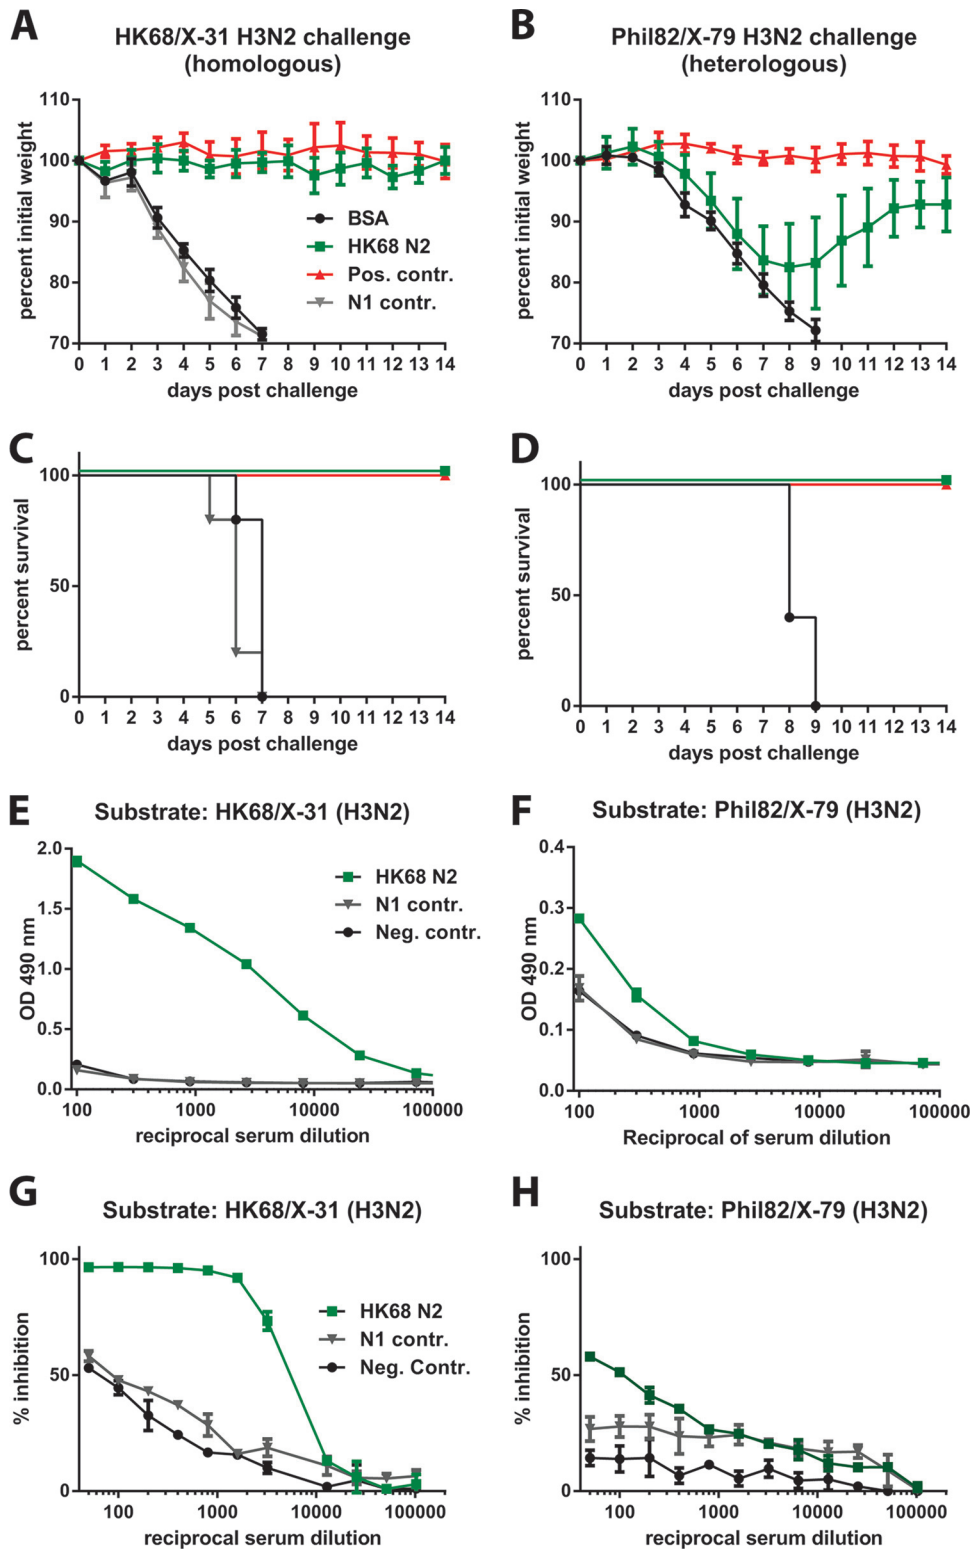 A
HK68/X-31 H3N2 challenge
(homologous)
percent initial weight
110
100
90
80
70
BSA
HK68 N2
Pos. contr.
N1 contr.
0 1 2 3 4 5 6 7 8 9 10 11 12 13 14
days post challenge
B
Phil82/X-79 H3N2 challenge
(heterologous)
percent initial weight
110
100
90
80
70
0 1 2 3 4 5 6 7 8 9 10 11 12 13 14
days post challenge
C
percent survival
100
50
0
0 1 2 3 4 5 6 7 8 9 10 11 12 13 14
days post challenge
D
percent survival
100
50
0
0 1 2 3 4 5 6 7 8 9 10 11 12 13 14
days post challenge
E
Substrate: HK68/X-31 (H3N2)
OD 490 nm
2.0
1.5
1.0
0.5
0.0
HK68 N2
N1 contr.
Neg. contr.
100 1000 10000 100000
reciprocal serum dilution
F
Substrate: Phil82/X-79 (H3N2)
OD 490 nm
0.4
0.3
0.2
0.1
0.0
100 1000 10000 100000
Reciprocal of serum dilution
G
Substrate: HK68/X-31 (H3N2)
% inhibition
100
50
0
HK68 N2
N1 contr.
Neg. Contr.
100 1000 10000 100000
reciprocal serum dilution
H
Substrate: Phil82/X-79 (H3N2)
% inhibition
100
50
0
100 1000 10000 100000
reciprocal serum dilution